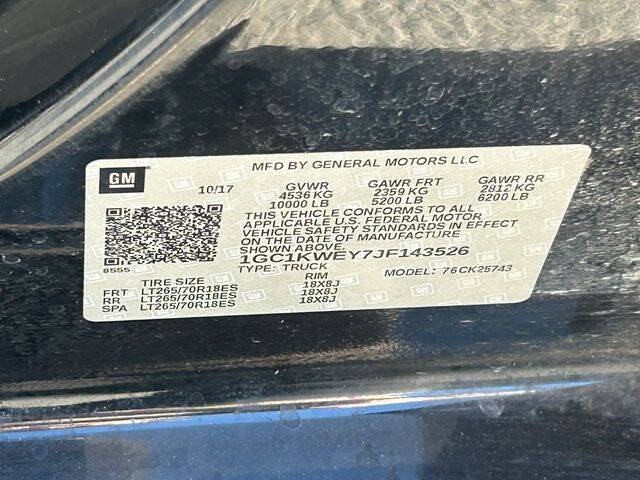 GM
MFD BY GENERAL MOTORS LLC
10/17 GVWR GAWR FRT GAWR RR
4536 KG 2359 KG 2812 KG
10000 LB 5200 LB 6200 LB
THIS VEHICLE CONFORMS TO ALL
APPLICABLE U.S. FEDERAL MOTOR
VEHICLE SAFETY STANDARDS IN EFFECT
ON THE DATE OF MANUFACTURE
SHOWN ABOVE.
1GC1KWEY7JF143526
8555 TYPE: TRUCK MODEL: 76CK25743
TIRE SIZE RIM
FRT LT265/70R18ES 18X8J
RR LT265/70R18ES 18X8J
SPA LT265/70R18ES 18X8J